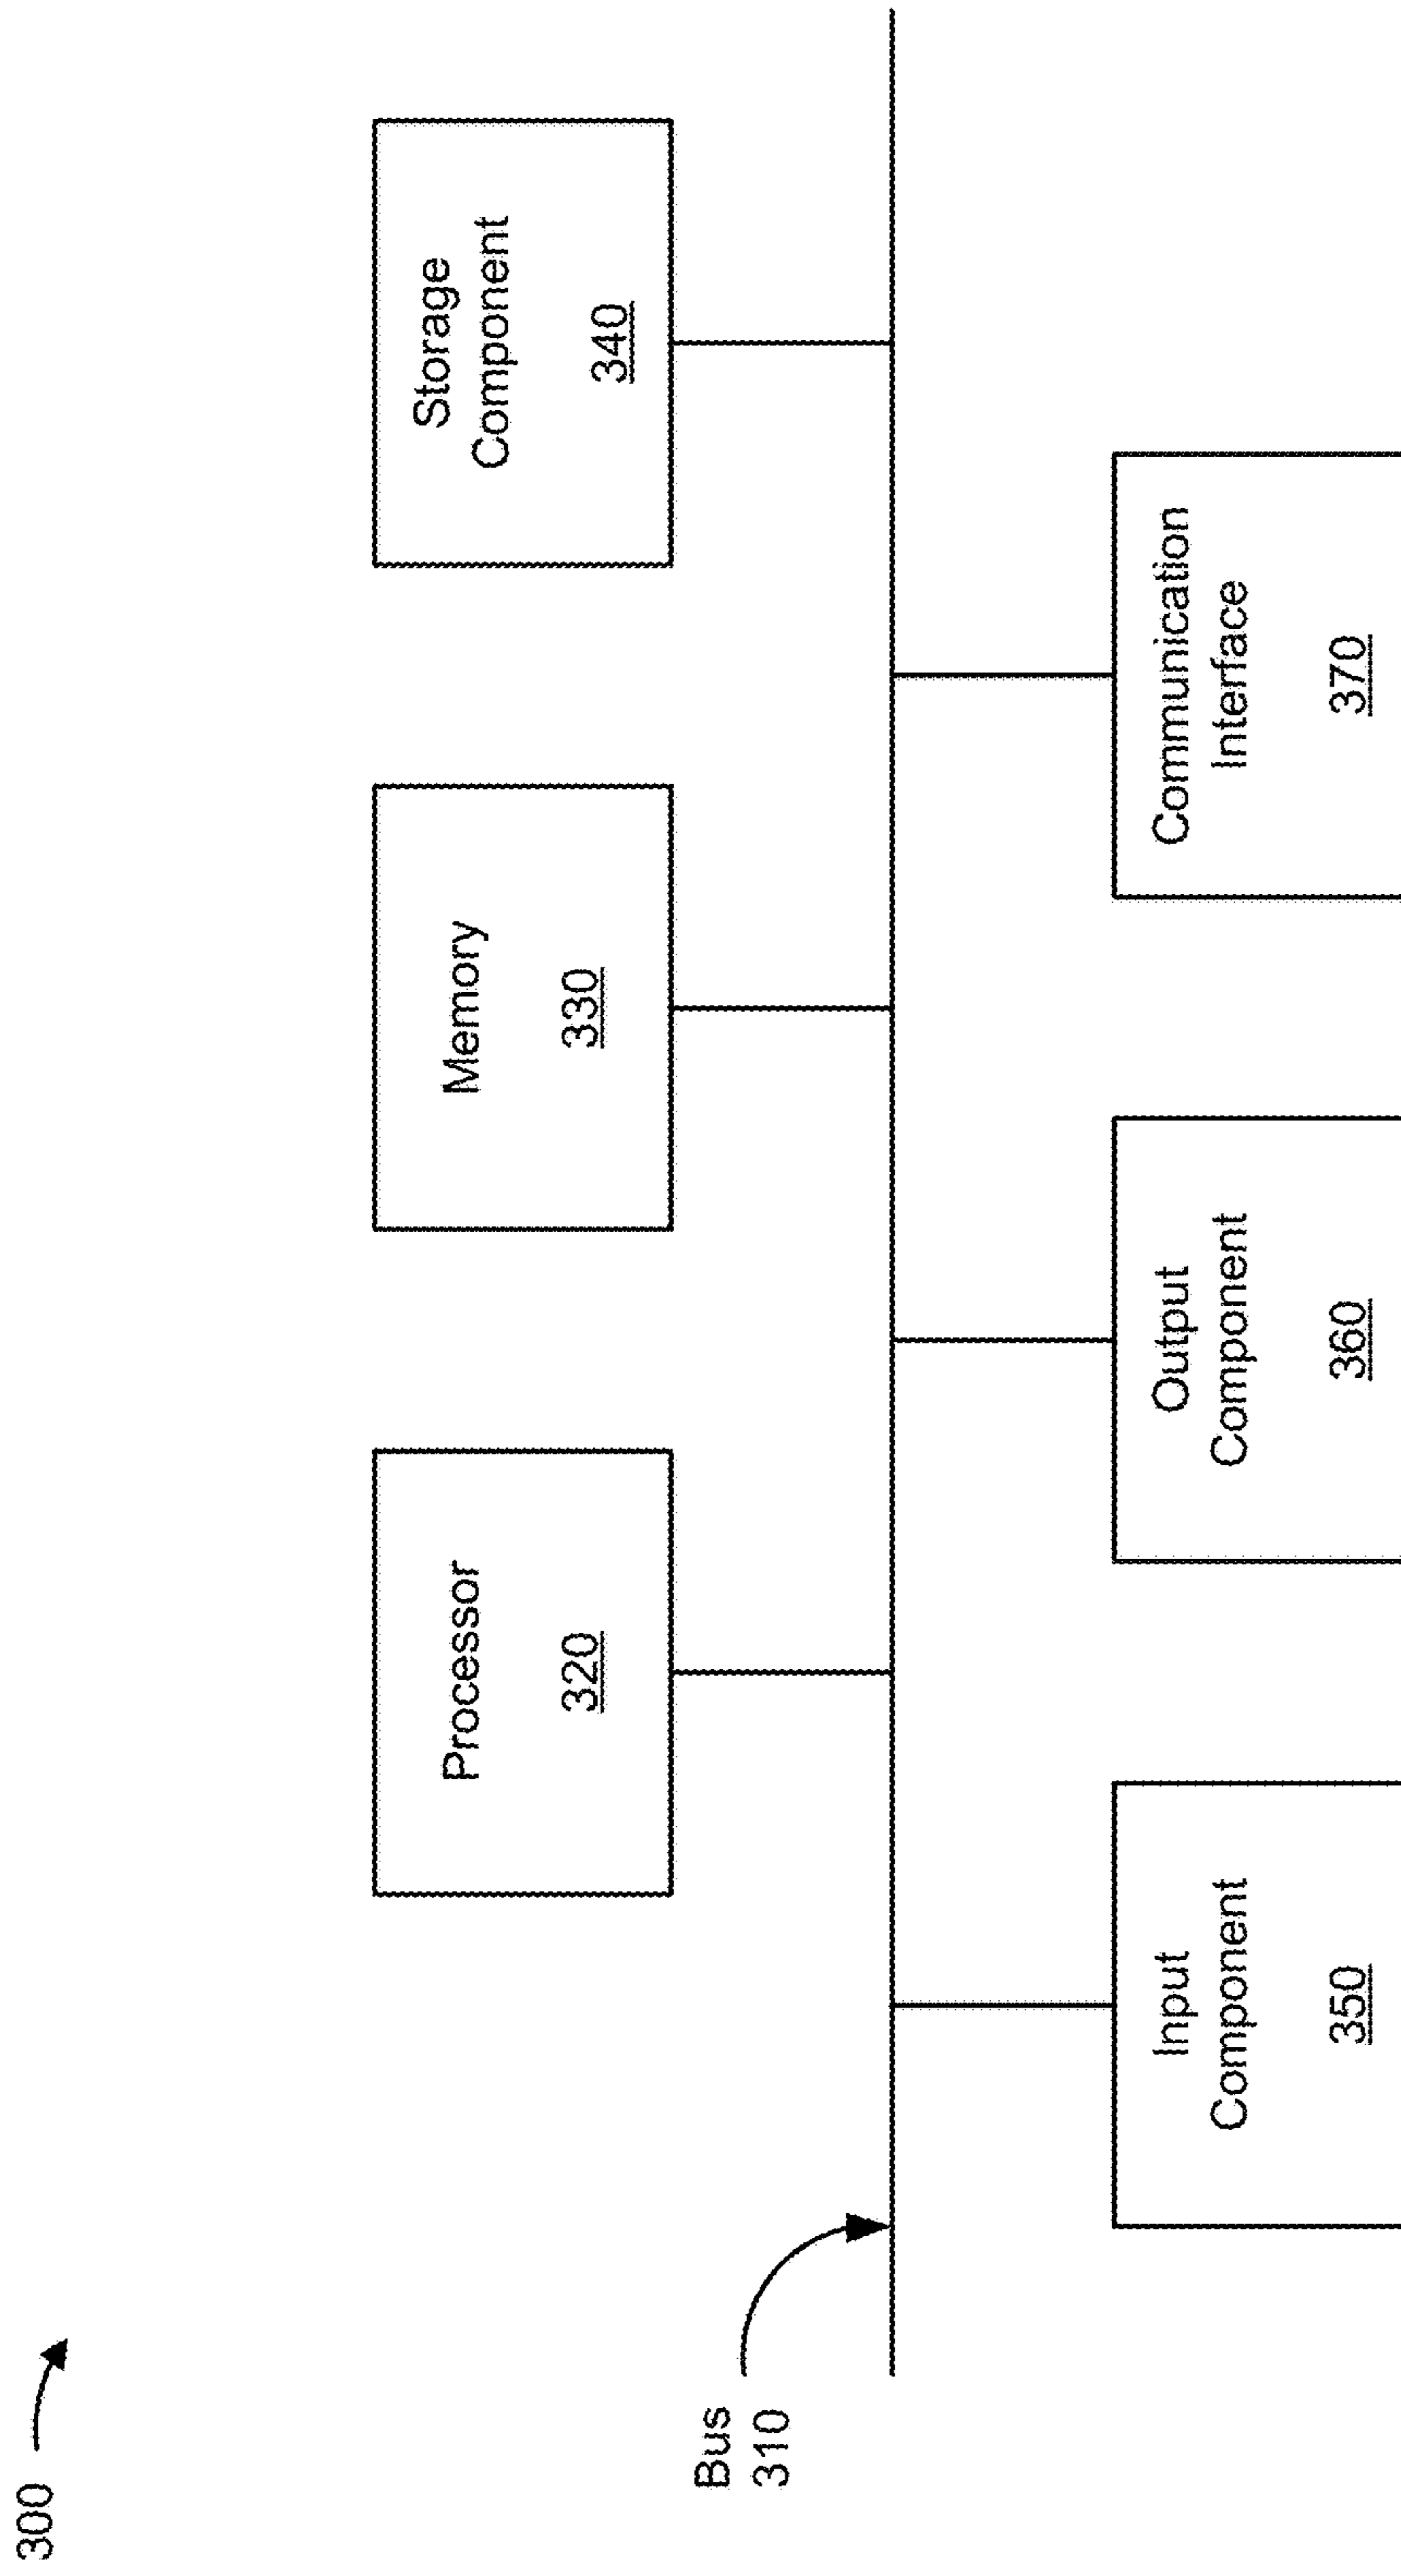 300
Bus
310
Processor
320
Memory
330
Storage
Component
340
Input
Component
350
Output
Component
360
Communication
Interface
370